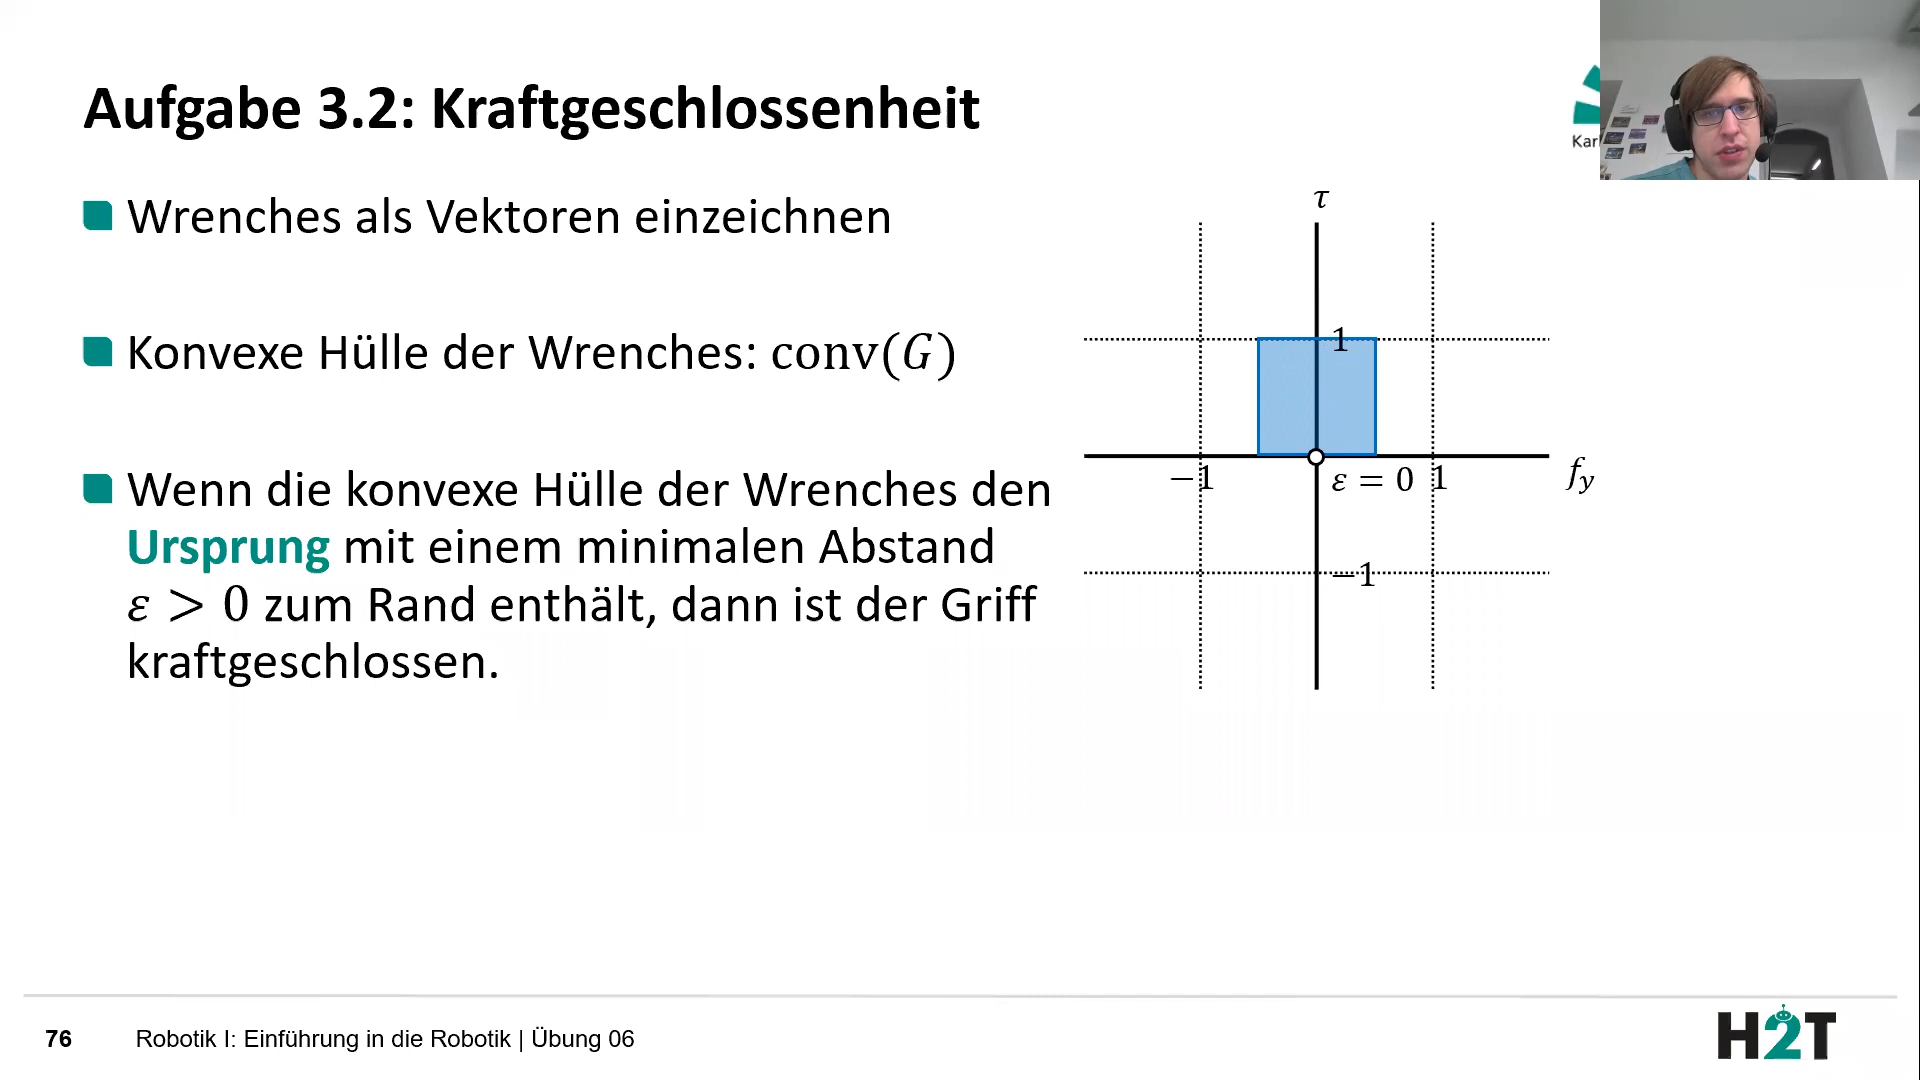 Aufgabe 3.2: Kraftgeschlossenheit
Kar
Wrenches als Vektoren einzeichnen
Konvexe Hülle der Wrenches: conv(G)
Wenn die konvexe Hülle der Wrenches den
Ursprung mit einem minimalen Abstand
ε > 0 zum Rand enthält, dann ist der Griff
kraftgeschlossen.
τ
1
−1
ε = 0
1
f_y
−1
76
Robotik I: Einführung in die Robotik | Übung 06
H2T